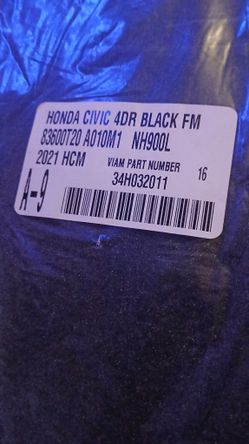 HONDA CIVIC 4DR BLACK FM
83600T20 A010M1 NH900L
2021 HCM VIAM PART NUMBER 16
34H032011
A-9